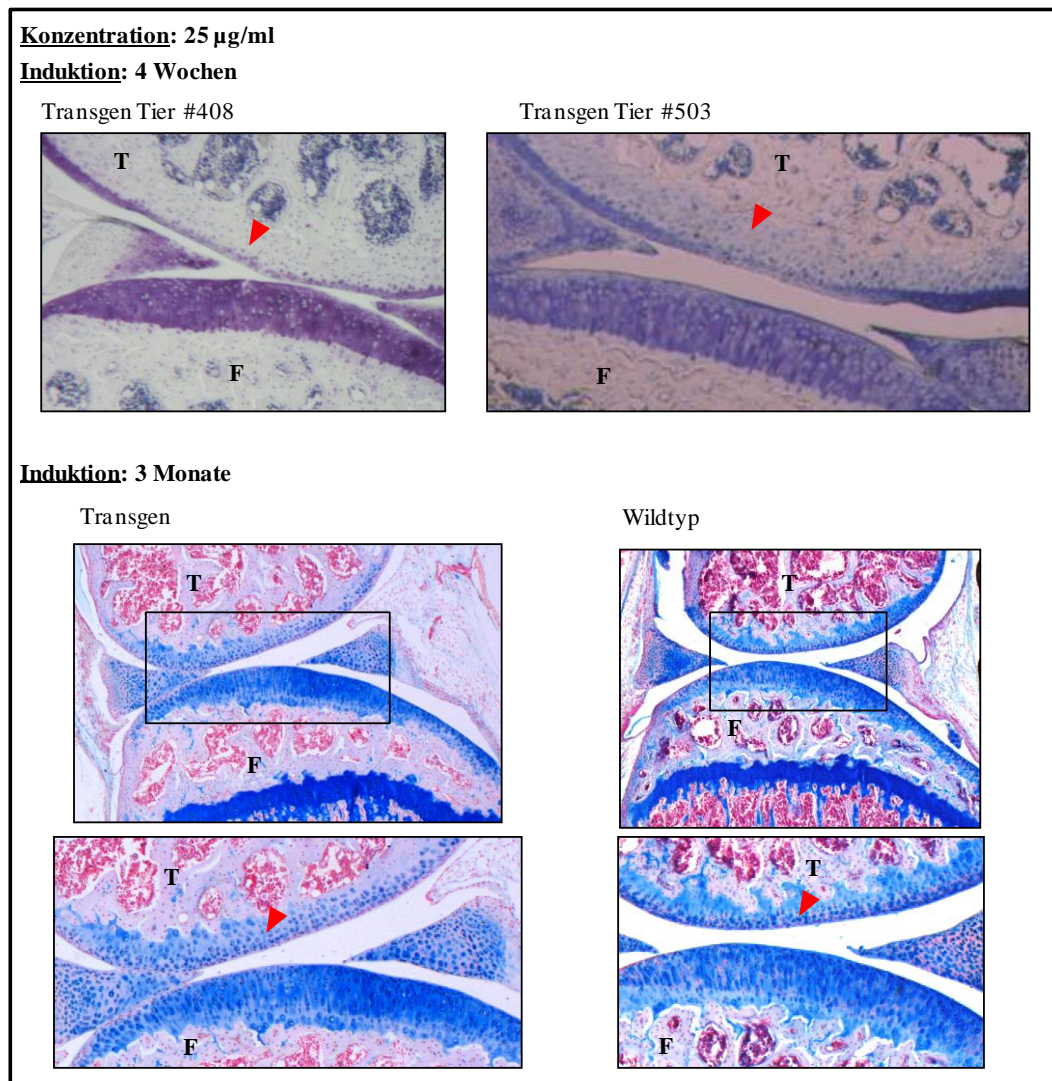 Konzentration: 25 µg/ml
Induktion: 4 Wochen
Transgen Tier #408
Transgen Tier #503
T
T
F
F
Induktion: 3 Monate
Transgen
Wildtyp
T
T
F
F
T
T
F
F